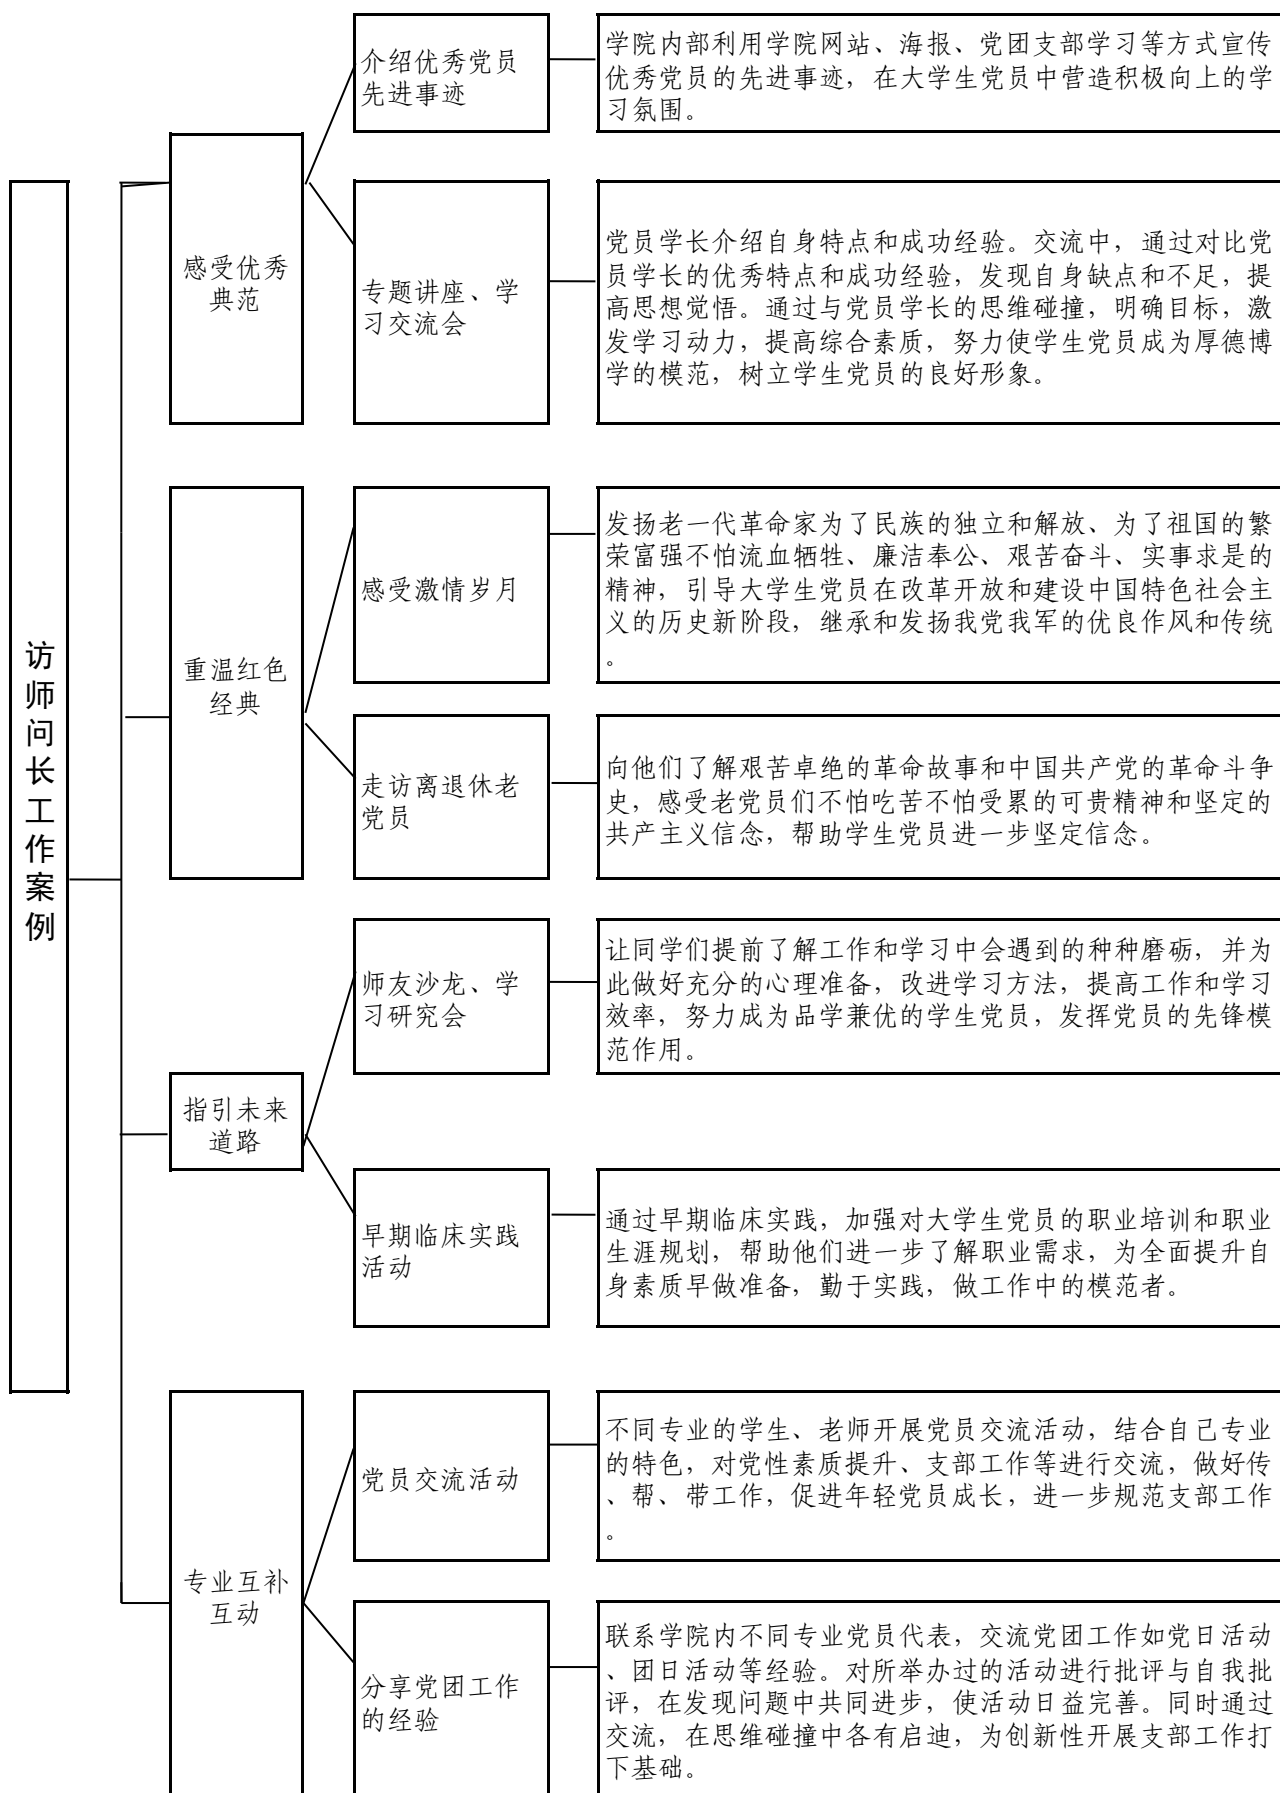 访师问长工作案例
感受优秀
典范
介绍优秀党员
先进事迹
学院内部利用学院网站、海报、党团支部学习等方式宣传
优秀党员的先进事迹，在大学生党员中营造积极向上的学
习氛围。
专题讲座、学
习交流会
党员学长介绍自身特点和成功经验。交流中，通过对比党
员学长的优秀特点和成功经验，发现自身缺点和不足，提
高思想觉悟。通过与党员学长的思维碰撞，明确目标，激
发学习动力，提高综合素质，努力使学生党员成为厚德博
学的模范，树立学生党员的良好形象。
重温红色
经典
感受激情岁月
发扬老一代革命家为了民族的独立和解放、为了祖国的繁
荣富强不怕流血牺牲、廉洁奉公、艰苦奋斗、实事求是的
精神，引导大学生党员在改革开放和建设中国特色社会主
义的历史新阶段，继承和发扬我党我军的优良作风和传统
。
走访离退休老
党员
向他们了解艰苦卓绝的革命故事和中国共产党的革命斗争
史，感受老党员们不怕吃苦不怕受累的可贵精神和坚定的
共产主义信念，帮助学生党员进一步坚定信念。
指引未来
道路
师友沙龙、学
习研究会
让同学们提前了解工作和学习中会遇到的种种磨砺，并为
此做好充分的心理准备，改进学习方法，提高工作和学习
效率，努力成为品学兼优的学生党员，发挥党员的先锋模
范作用。
早期临床实践
活动
通过早期临床实践，加强对大学生党员的职业培训和职业
生涯规划，帮助他们进一步了解职业需求，为全面提升自
身素质早做准备，勤于实践，做工作中的模范者。
专业互补
互动
党员交流活动
不同专业的学生、老师开展党员交流活动，结合自己专业
的特色，对党性素质提升、支部工作等进行交流，做好传
、帮、带工作，促进年轻党员成长，进一步规范支部工作
。
分享党团工作
的经验
联系学院内不同专业党员代表，交流党团工作如党日活动
、团日活动等经验。对所举办过的活动进行批评与自我批
评，在发现问题中共同进步，使活动日益完善。同时通过
交流，在思维碰撞中各有启迪，为创新性开展支部工作打
下基础。